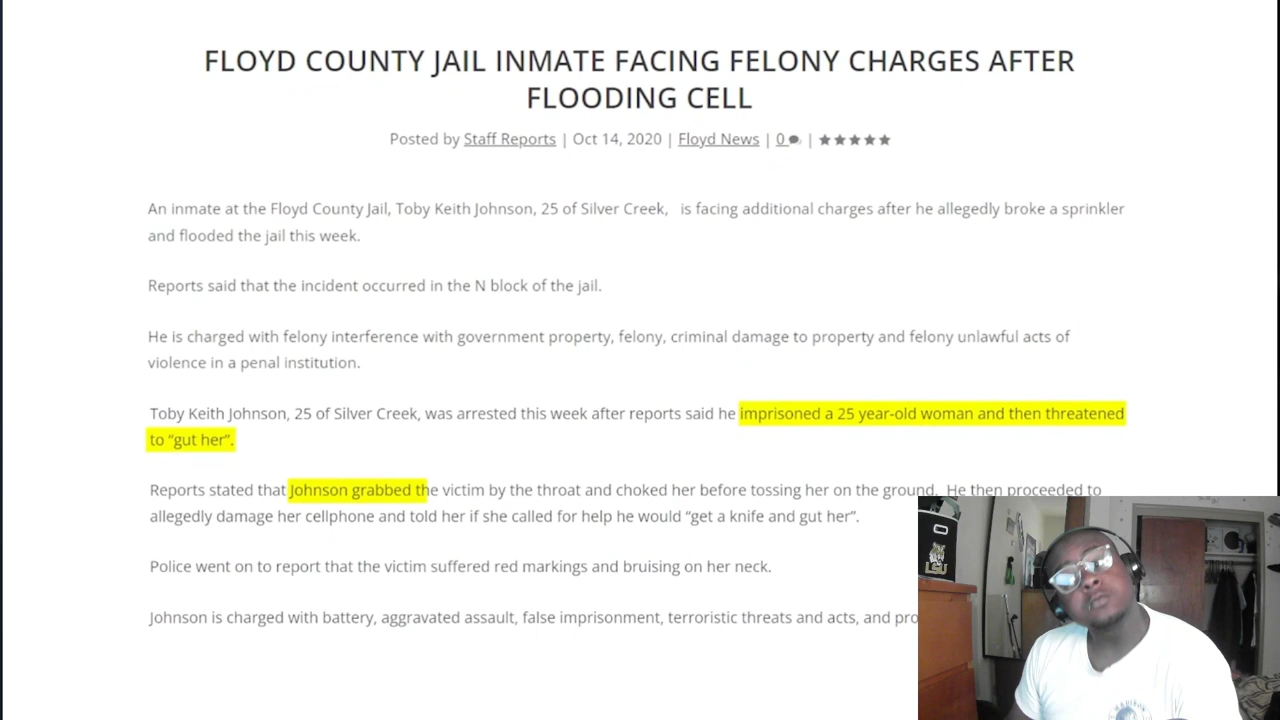 FLOYD COUNTY JAIL INMATE FACING FELONY CHARGES AFTER
FLOODING CELL
Posted by Staff Reports | Oct 14, 2020 | Floyd News | 0 | ★★★★★
An inmate at the Floyd County Jail, Toby Keith Johnson, 25 of Silver Creek, is facing additional charges after he allegedly broke a sprinkler
and flooded the jail this week.
Reports said that the incident occurred in the N block of the jail.
He is charged with felony interference with government property, felony, criminal damage to property and felony unlawful acts of
violence in a penal institution.
Toby Keith Johnson, 25 of Silver Creek, was arrested this week after reports said he imprisoned a 25 year-old woman and then threatened
to “gut her”.
Reports stated that Johnson grabbed the victim by the throat and choked her before tossing her on the ground. He then proceeded to
allegedly damage her cellphone and told her if she called for help he would “get a knife and gut her”.
Police went on to report that the victim suffered red markings and bruising on her neck.
Johnson is charged with battery, aggravated assault, false imprisonment, terroristic threats and acts, and pro
LSU